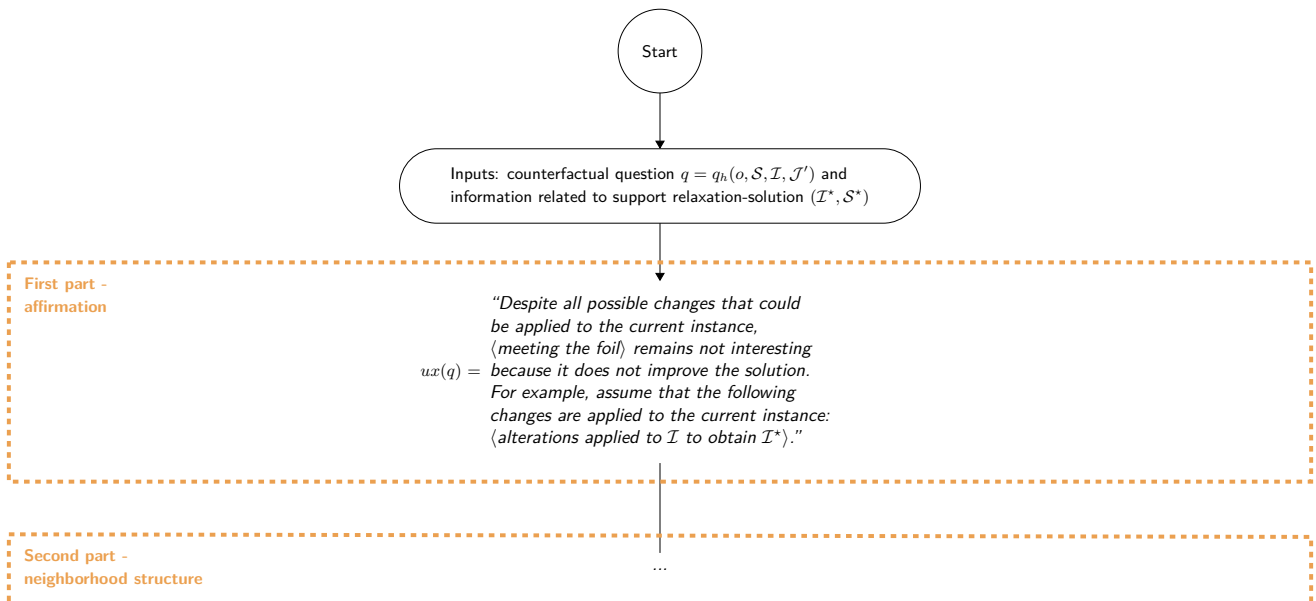 Start
Inputs: counterfactual question q = q_h(o, 𝒮, ℐ, 𝒥′) and
information related to support relaxation-solution (ℐ⋆, 𝒮⋆)
First part -
affirmation
“Despite all possible changes that could
be applied to the current instance,
⟨meeting the foil⟩ remains not interesting
ux(q) = because it does not improve the solution.
For example, assume that the following
changes are applied to the current instance:
⟨alterations applied to ℐ to obtain ℐ⋆⟩.”
Second part -
neighborhood structure
...